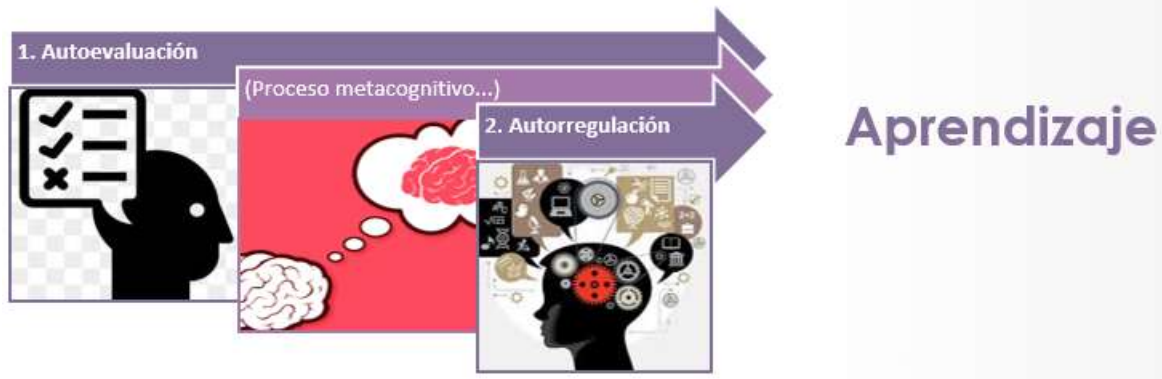 1. Autoevaluación
(Proceso metacognitivo...)
2. Autorregulación
Aprendizaje